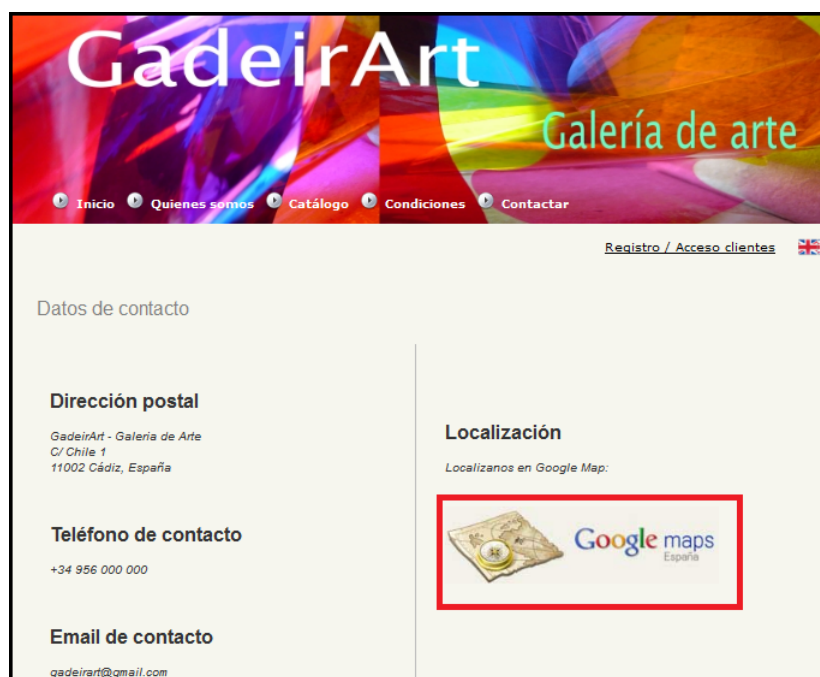 GadeirArt
Galería de arte
Inicio Quienes somos Catálogo Condiciones Contactar
Registro / Acceso clientes
Datos de contacto
Dirección postal
GadeirArt - Galeria de Arte
C/ Chile 1
11002 Cádiz, España
Teléfono de contacto
+34 956 000 000
Email de contacto
gadeirart@gmail.com
Localización
Localizanos en Google Map:
Google maps
España